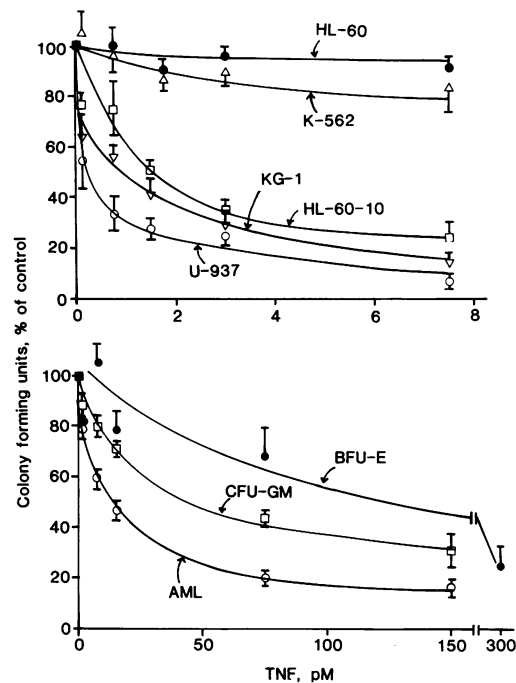 HL-60
100
80
K-562
60
KG-1
40
HL-60-10
20
U-937
0
0 2 4 6 8
Colony forming units, % of control
100
80
BFU-E
60
CFU-GM
40
20
AML
0
0 50 100 150 300
TNF, pM